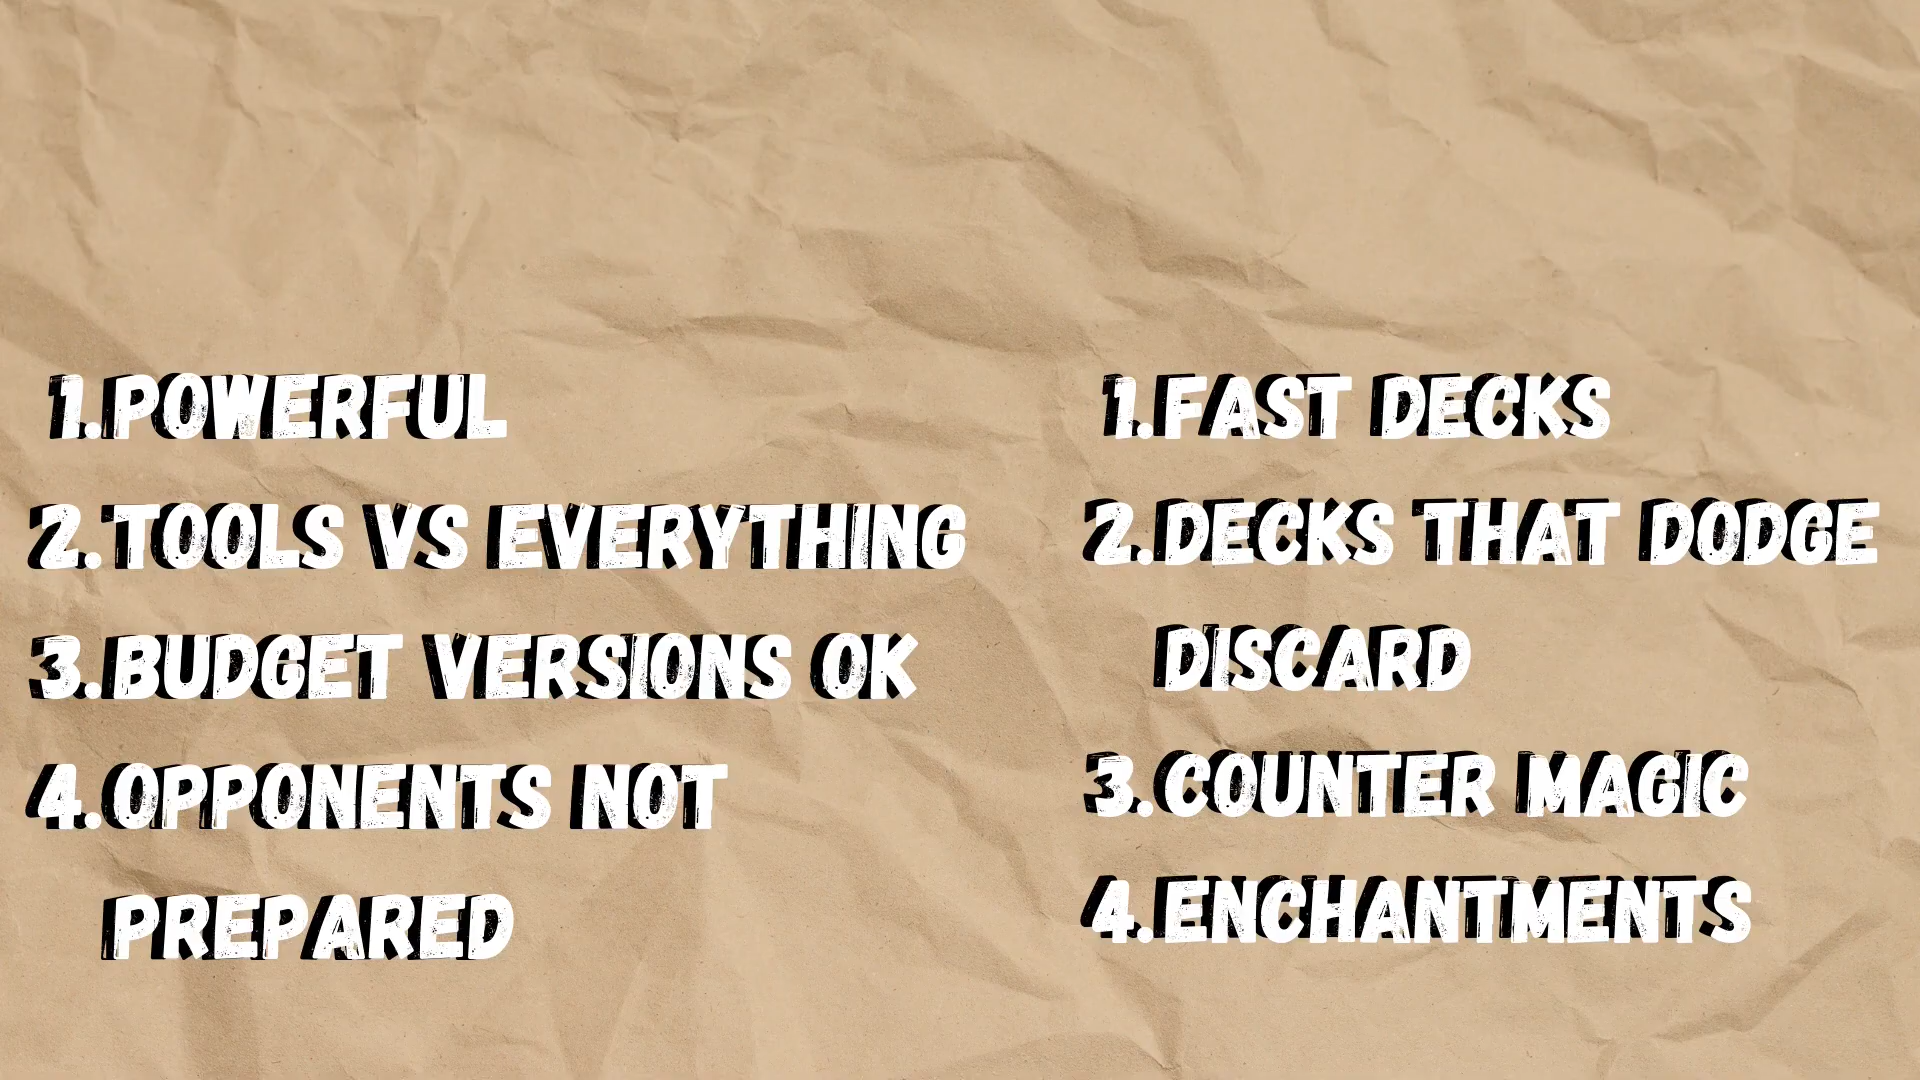 1.POWERFUL
2.TOOLS VS EVERYTHING
3.BUDGET VERSIONS OK
4.OPPONENTS NOT
PREPARED
1.FAST DECKS
2.DECKS THAT DODGE
DISCARD
3.COUNTER MAGIC
4.ENCHANTMENTS